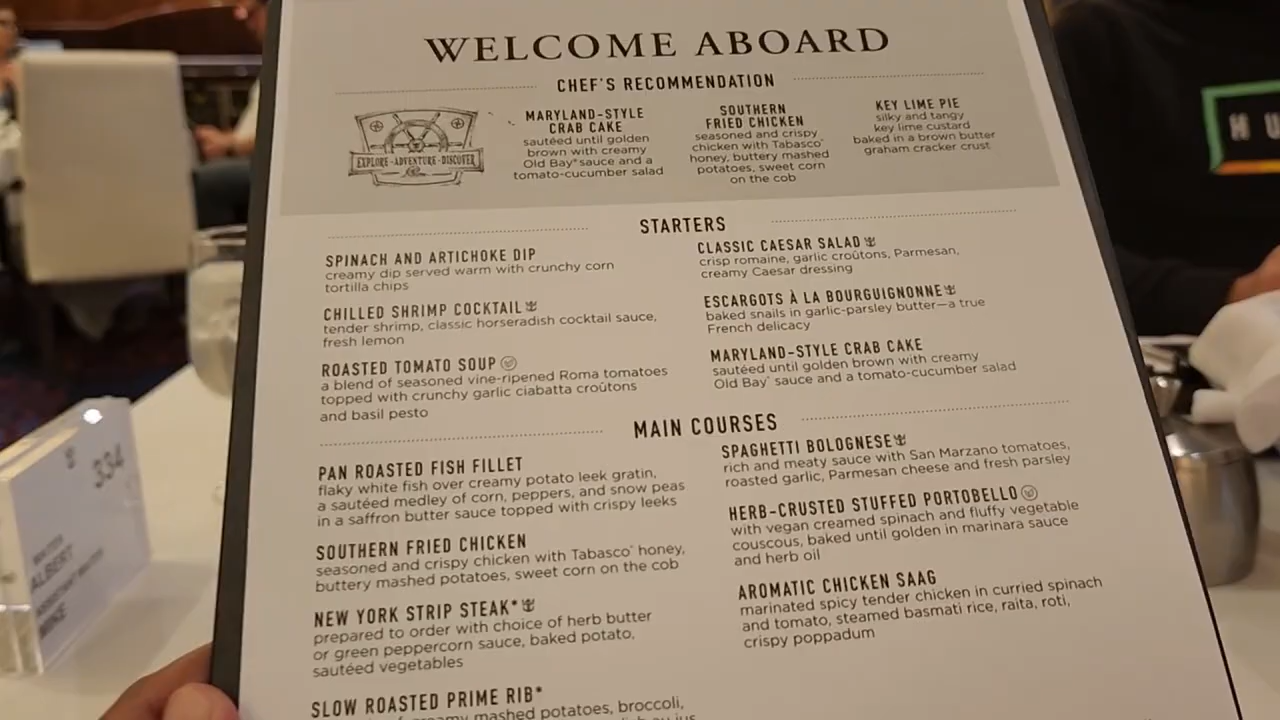 WELCOME ABOARD
CHEF'S RECOMMENDATION
EXPLORE · ADVENTURE · DISCOVER
MARYLAND-STYLE
CRAB CAKE
sautéed until golden
brown with creamy
Old Bay® sauce and a
tomato-cucumber salad
SOUTHERN
FRIED CHICKEN
seasoned and crispy
chicken with Tabasco®
honey, buttery mashed
potatoes, sweet corn
on the cob
KEY LIME PIE
silky and tangy
key lime custard
baked in a brown butter
graham cracker crust
STARTERS
SPINACH AND ARTICHOKE DIP
creamy dip served warm with crunchy corn
tortilla chips
CHILLED SHRIMP COCKTAIL
tender shrimp, classic horseradish cocktail sauce,
fresh lemon
ROASTED TOMATO SOUP
a blend of seasoned vine-ripened Roma tomatoes
topped with crunchy garlic ciabatta croûtons
and basil pesto
CLASSIC CAESAR SALAD
crisp romaine, garlic croûtons, Parmesan,
creamy Caesar dressing
ESCARGOTS À LA BOURGUIGNONNE
baked snails in garlic-parsley butter—a true
French delicacy
MARYLAND-STYLE CRAB CAKE
sautéed until golden brown with creamy
Old Bay® sauce and a tomato-cucumber salad
MAIN COURSES
PAN ROASTED FISH FILLET
flaky white fish over creamy potato leek gratin,
a sautéed medley of corn, peppers, and snow peas
in a saffron butter sauce topped with crispy leeks
SOUTHERN FRIED CHICKEN
seasoned and crispy chicken with Tabasco® honey,
buttery mashed potatoes, sweet corn on the cob
NEW YORK STRIP STEAK*
prepared to order with choice of herb butter
or green peppercorn sauce, baked potato,
sautéed vegetables
SLOW ROASTED PRIME RIB*
mashed potatoes, broccoli,
SPAGHETTI BOLOGNESE
rich and meaty sauce with San Marzano tomatoes,
roasted garlic, Parmesan cheese and fresh parsley
HERB-CRUSTED STUFFED PORTOBELLO
with vegan creamed spinach and fluffy vegetable
couscous, baked until golden in marinara sauce
and herb oil
AROMATIC CHICKEN SAAG
marinated spicy tender chicken in curried spinach
and tomato, steamed basmati rice, raita, roti,
crispy poppadum
334
WAITER
ALBERT
ASSISTANT WAITER
MIKE
H U